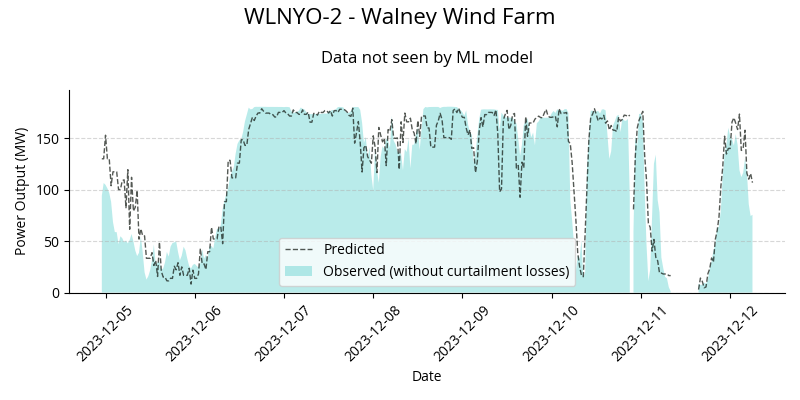 WLNYO-2 - Walney Wind Farm
Data not seen by ML model
Power Output (MW)
150
100
50
0
Predicted
Observed (without curtailment losses)
2023-12-05
2023-12-06
2023-12-07
2023-12-08
2023-12-09
2023-12-10
2023-12-11
2023-12-12
Date